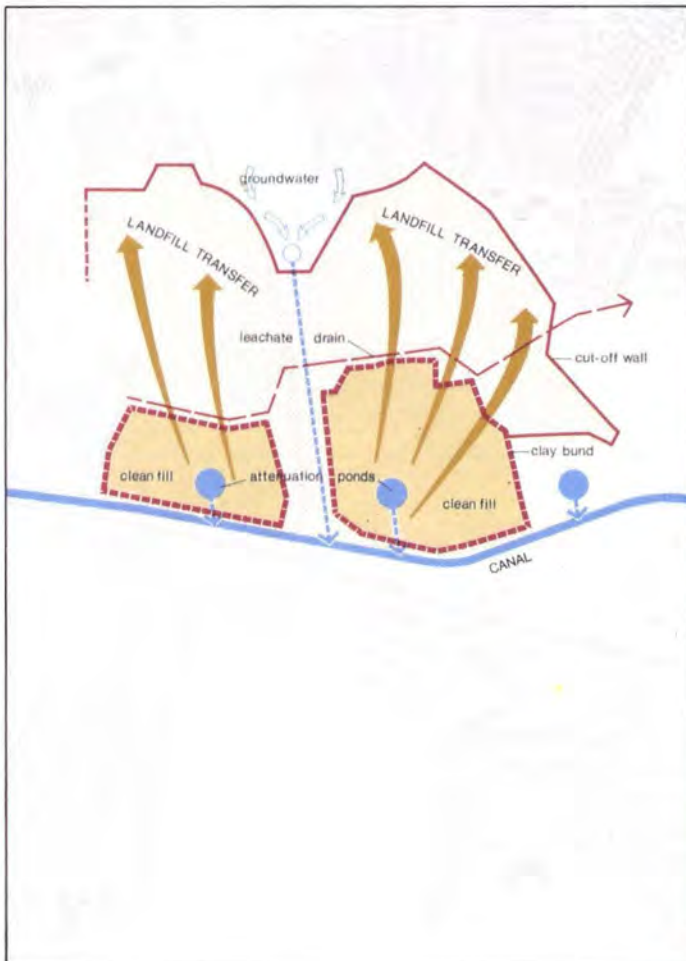 groundwater
LANDFILL TRANSFER
LANDFILL TRANSFER
leachate drain
cut-off wall
clay bund
clean fill
attenuation ponds
clean fill
CANAL